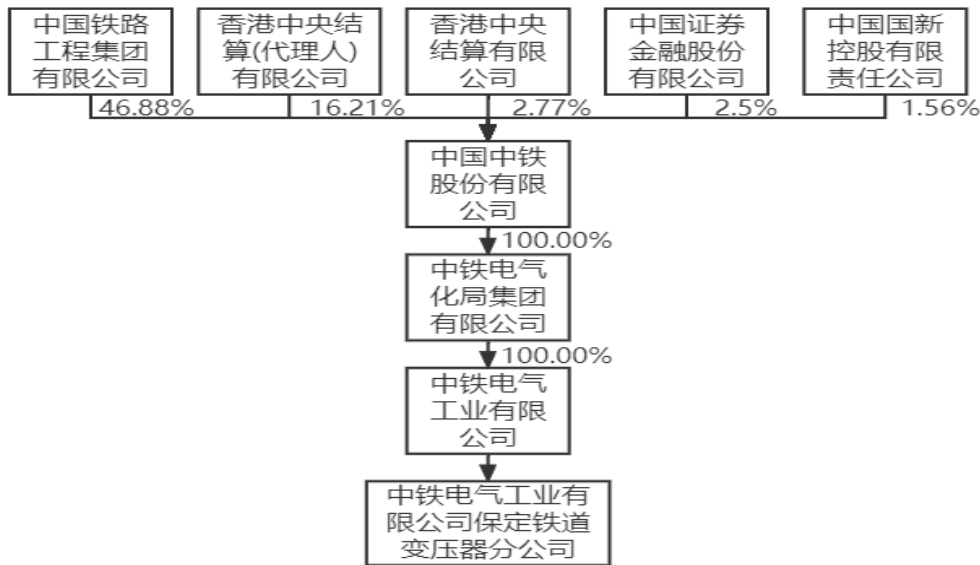 中国铁路
工程集团
有限公司
香港中央结
算(代理人)
有限公司
香港中央
结算有限
公司
中国证券
金融股份
有限公司
中国国新
控股有限
责任公司
46.88%
16.21%
2.77%
2.5%
1.56%
中国中铁
股份有限
公司
100.00%
中铁电气
化局集团
有限公司
100.00%
中铁电气
工业有限
公司
中铁电气工业有
限公司保定铁道
变压器分公司